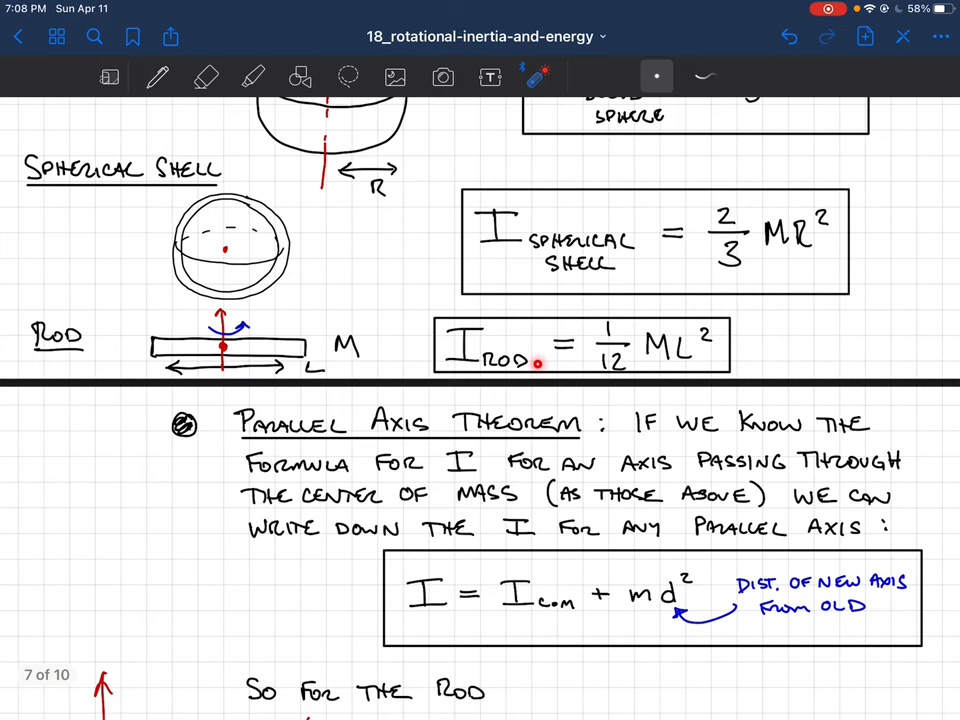 7:08 PM Sun Apr 11
58%
18_rotational-inertia-and-energy
SPHERE
R
SPHERICAL SHELL
I SPHERICAL SHELL = 2/3 MR²
ROD
M
L
I ROD = 1/12 ML²
PARALLEL AXIS THEOREM : IF WE KNOW THE
FORMULA FOR I FOR AN AXIS PASSING THROUGH
THE CENTER OF MASS (AS THOSE ABOVE) WE CAN
WRITE DOWN THE I FOR ANY PARALLEL AXIS :
I = I COM + md²
DIST. OF NEW AXIS
FROM OLD
7 of 10
SO FOR THE ROD